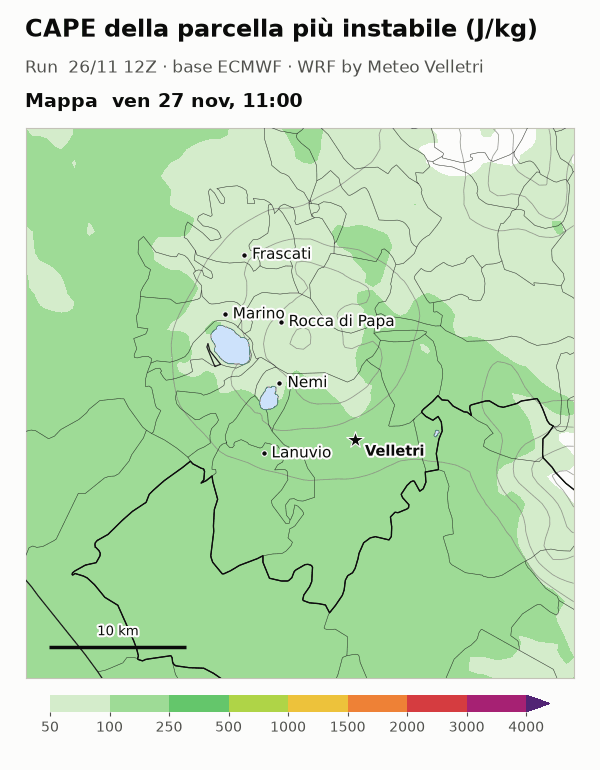 CAPE della parcella più instabile (J/kg)
Run  26/11 12Z · base ECMWF · WRF by Meteo Velletri
Mappa  ven 27 nov, 11:00
Frascati
Marino
Rocca di Papa
Nemi
Velletri
Lanuvio
10 km
50 100 250 500 1000 1500 2000 3000 4000